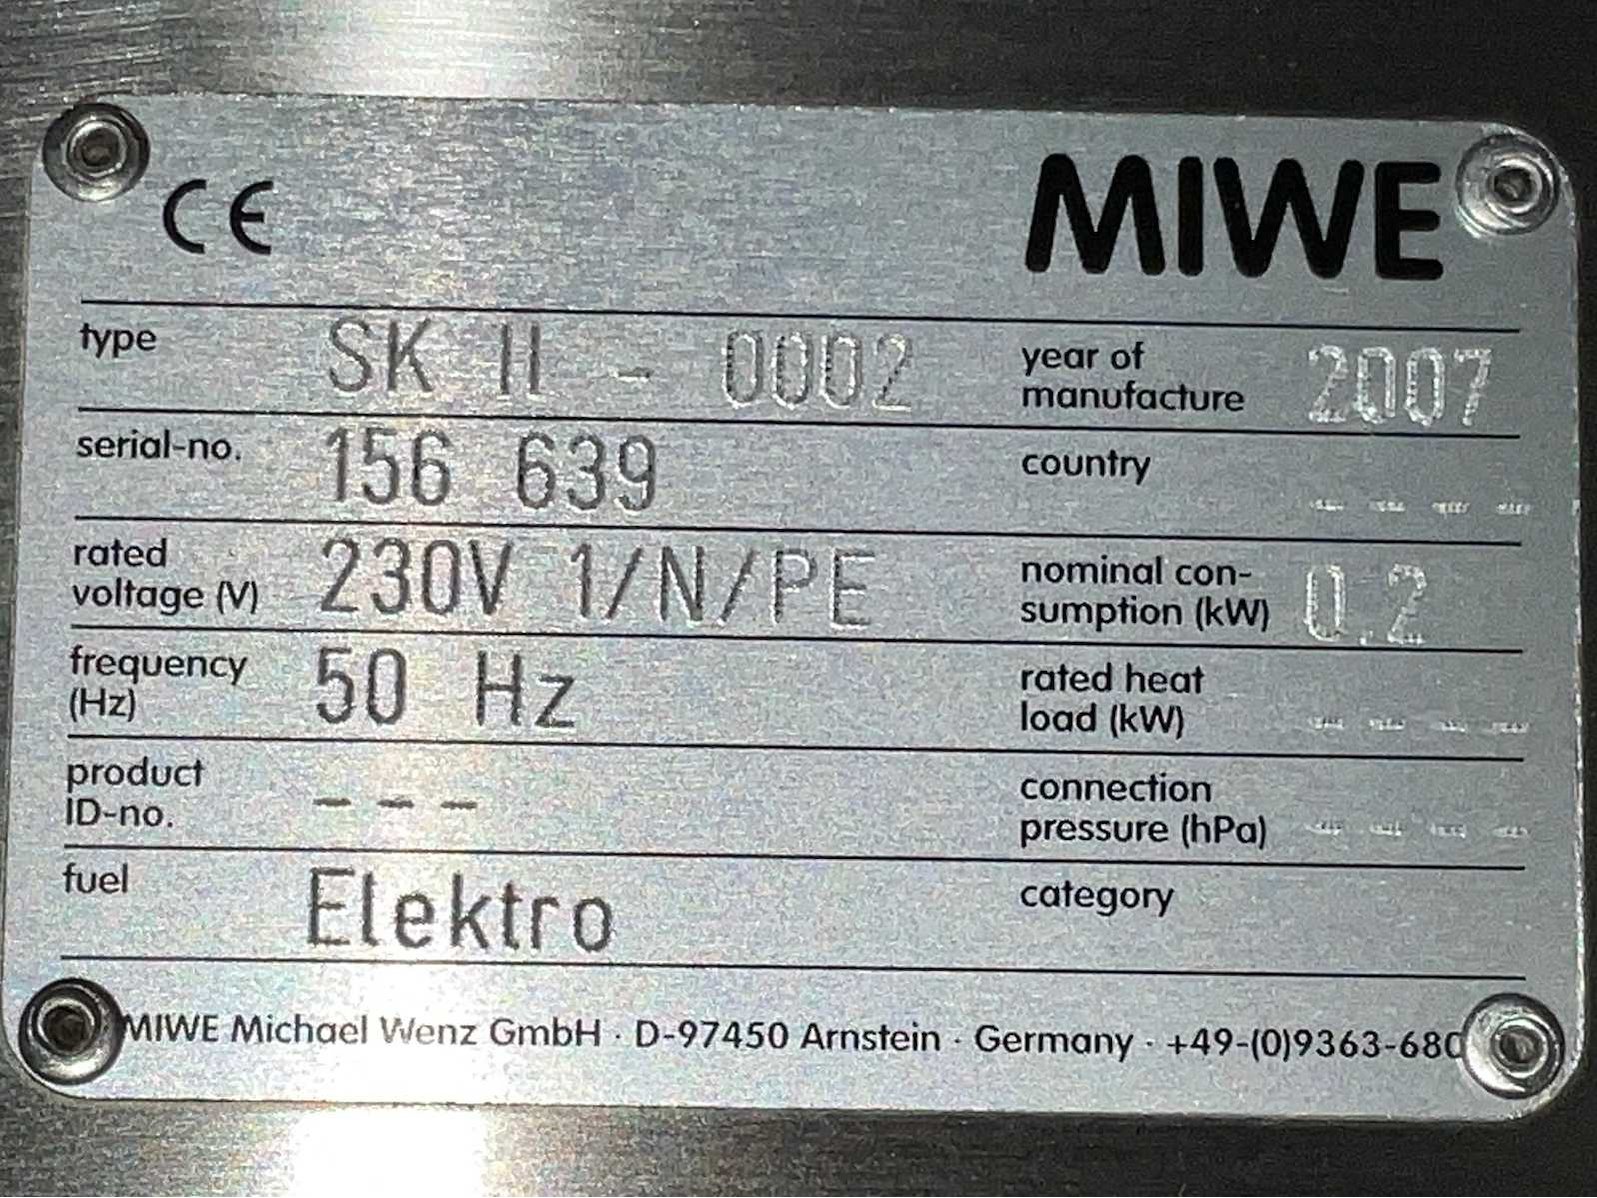 CE MIWE
type SK II - 0002 year of manufacture 2007
serial-no. 156 639 country - - - -
rated voltage (V) 230V 1/N/PE nominal con-sumption (kW) 0.2
frequency (Hz) 50 Hz rated heat load (kW) - - - -
product ID-no. - - - connection pressure (hPa) - - - -
fuel Elektro category
MIWE Michael Wenz GmbH · D-97450 Arnstein · Germany · +49-(0)9363-680